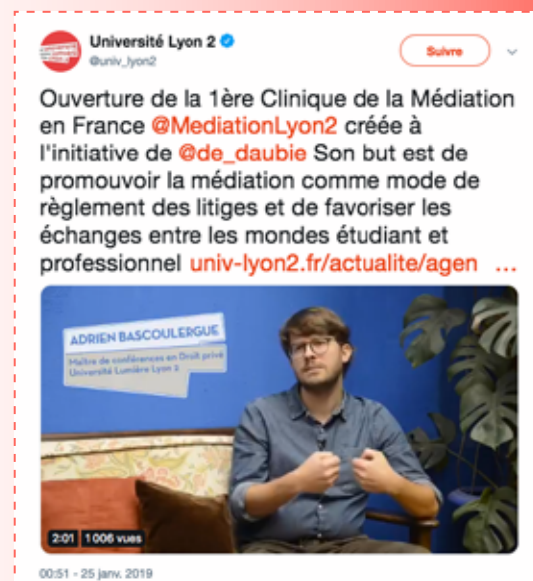 Université Lyon 2
@univ_lyon2
Suivre
Ouverture de la 1ère Clinique de la Médiation
en France @MediationLyon2 créée à
l'initiative de @de_daubie Son but est de
promouvoir la médiation comme mode de
règlement des litiges et de favoriser les
échanges entre les mondes étudiant et
professionnel univ-lyon2.fr/actualite/agen ...
ADRIEN BASCOULERGUE
Maître de conférences en Droit privé
Université Lumière Lyon 2
2:01 1 006 vues
00:51 - 25 janv. 2019